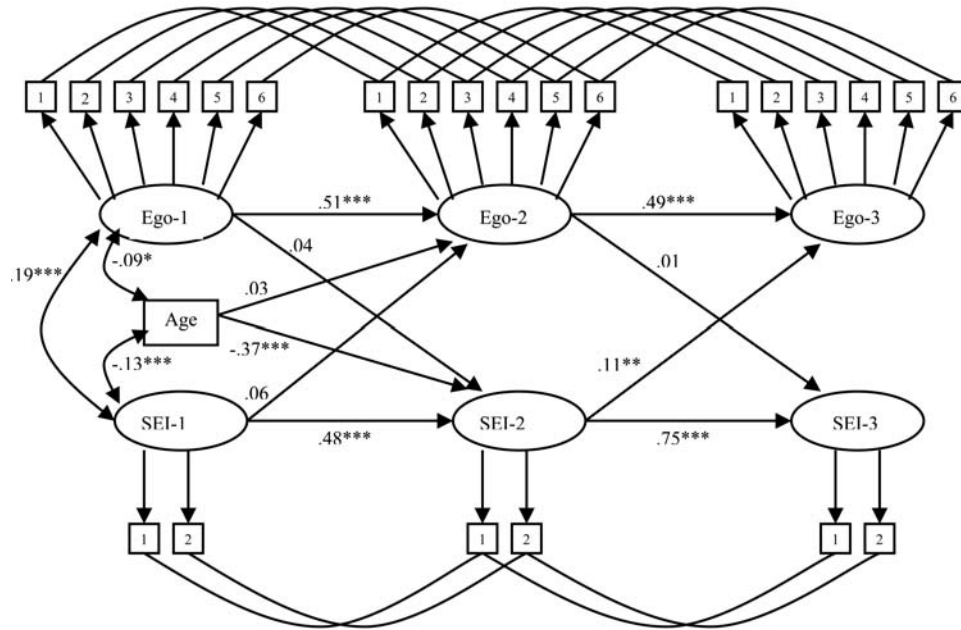 1 2 3 4 5 6 1 2 3 4 5 6 1 2 3 4 5 6
Ego-1 .51*** Ego-2 .49*** Ego-3
.19*** -.09* .04 .01
.03
Age
-.13*** -.37*** .11**
.06
SEI-1 .48*** SEI-2 .75*** SEI-3
1 2 1 2 1 2